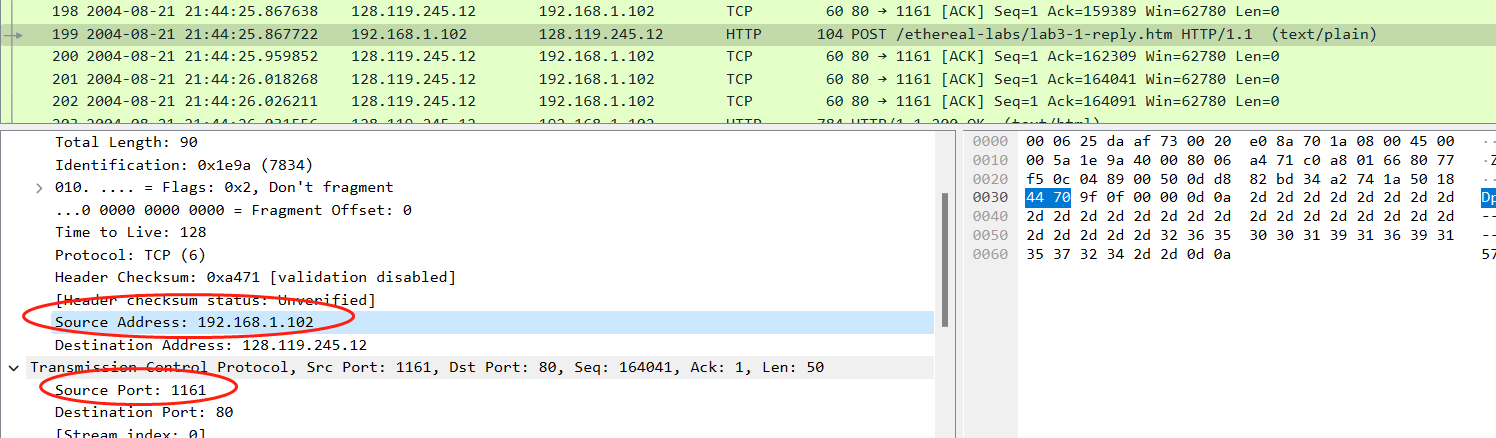 198 2004-08-21 21:44:25.867638 128.119.245.12 192.168.1.102 TCP 60 80 → 1161 [ACK] Seq=1 Ack=159389 Win=62780 Len=0
199 2004-08-21 21:44:25.867722 192.168.1.102 128.119.245.12 HTTP 104 POST /ethereal-labs/lab3-1-reply.htm HTTP/1.1 (text/plain)
200 2004-08-21 21:44:25.959852 128.119.245.12 192.168.1.102 TCP 60 80 → 1161 [ACK] Seq=1 Ack=162309 Win=62780 Len=0
201 2004-08-21 21:44:26.018268 128.119.245.12 192.168.1.102 TCP 60 80 → 1161 [ACK] Seq=1 Ack=164041 Win=62780 Len=0
202 2004-08-21 21:44:26.026211 128.119.245.12 192.168.1.102 TCP 60 80 → 1161 [ACK] Seq=1 Ack=164091 Win=62780 Len=0
203 2004-08-21 21:44:26.031556 128.119.245.12 192.168.1.102 HTTP 784 HTTP/1.1 200 OK (text/html)
Total Length: 90
Identification: 0x1e9a (7834)
010. .... = Flags: 0x2, Don't fragment
...0 0000 0000 0000 = Fragment Offset: 0
Time to Live: 128
Protocol: TCP (6)
Header Checksum: 0xa471 [validation disabled]
[Header checksum status: Unverified]
Source Address: 192.168.1.102
Destination Address: 128.119.245.12
Transmission Control Protocol, Src Port: 1161, Dst Port: 80, Seq: 164041, Ack: 1, Len: 50
Source Port: 1161
Destination Port: 80
[Stream index: 0]
0000 00 06 25 da af 73 00 20 e0 8a 70 1a 08 00 45 00
0010 00 5a 1e 9a 40 00 80 06 a4 71 c0 a8 01 66 80 77 Z
0020 f5 0c 04 89 00 50 0d d8 82 bd 34 a2 74 1a 50 18
0030 44 70 9f 0f 00 00 0d 0a 2d 2d 2d 2d 2d 2d 2d 2d Dp
0040 2d 2d 2d 2d 2d 2d 2d 2d 2d 2d 2d 2d 2d 2d 2d 2d --
0050 2d 2d 2d 2d 2d 32 36 35 30 30 31 39 31 36 39 31 --
0060 35 37 32 34 2d 2d 0d 0a 57